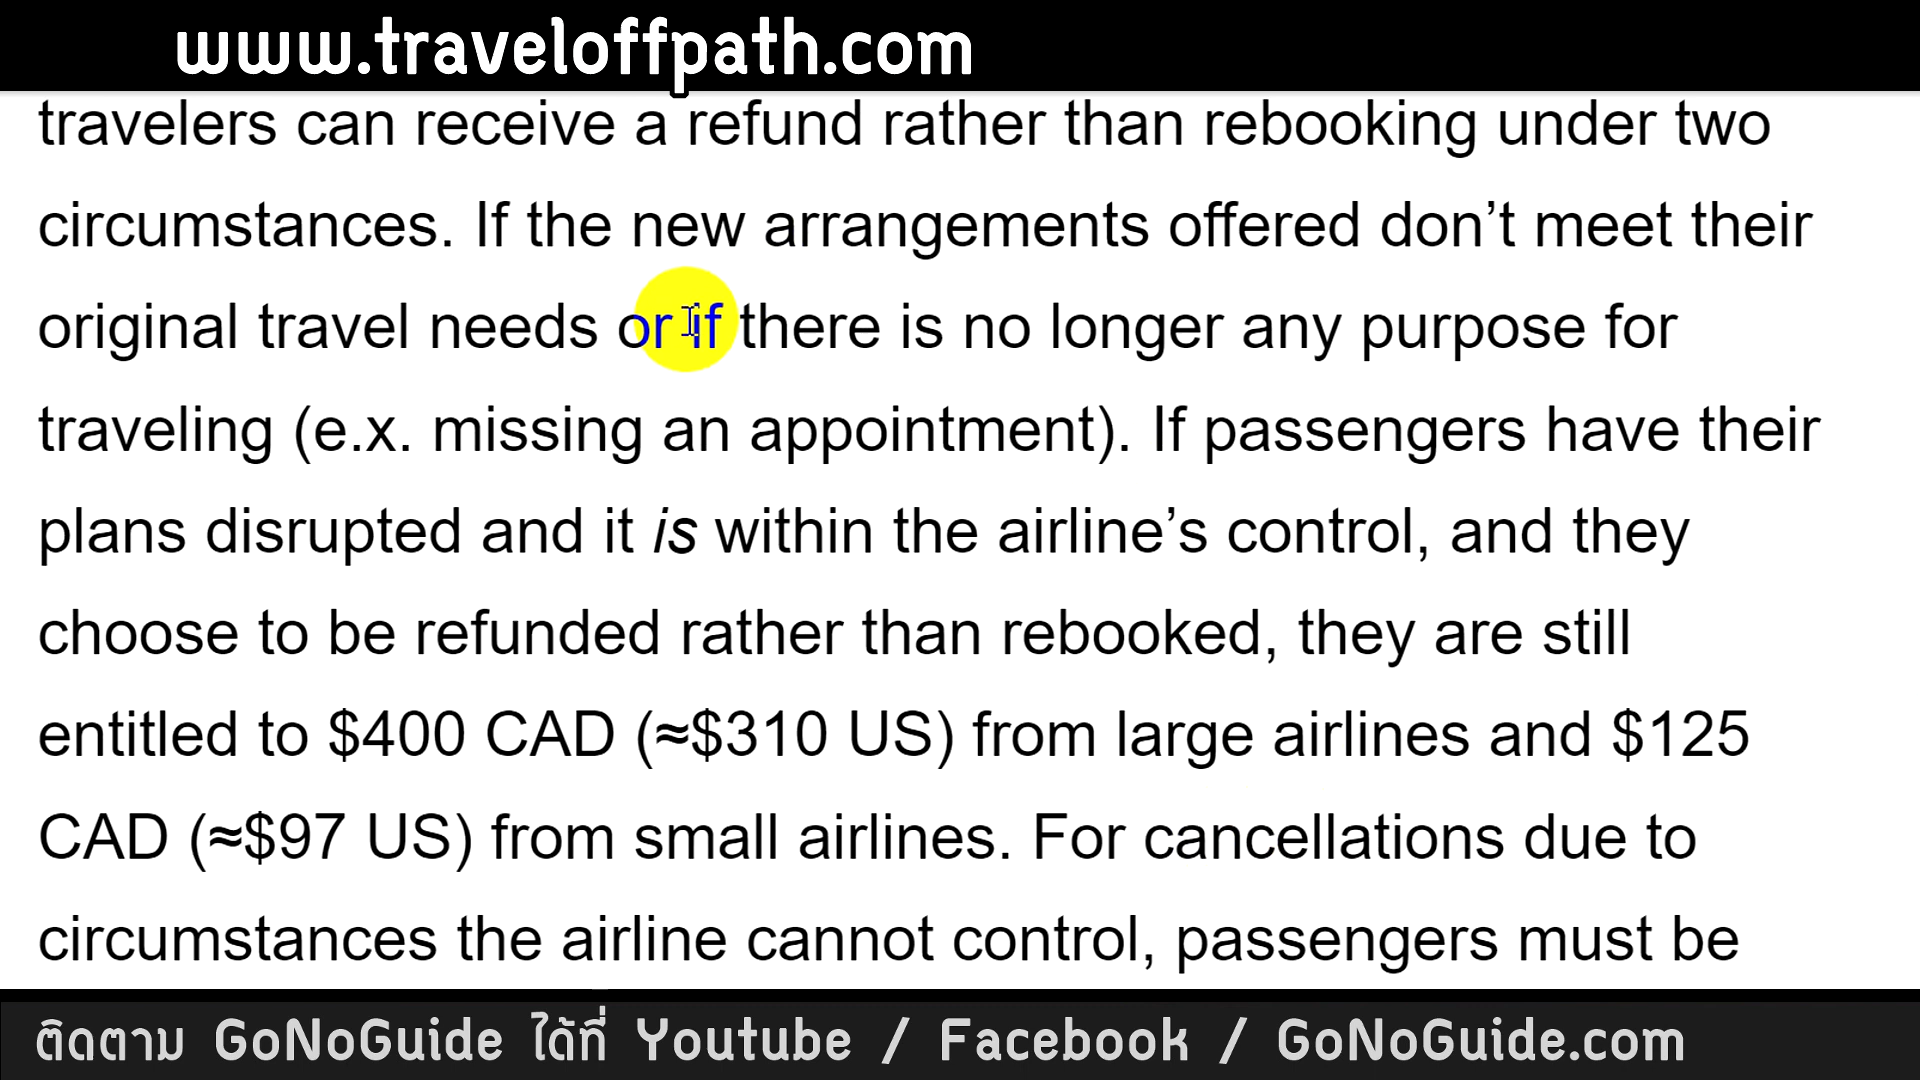 www.traveloffpath.com
travelers can receive a refund rather than rebooking under two
circumstances. If the new arrangements offered don’t meet their
original travel needs or if there is no longer any purpose for
traveling (e.x. missing an appointment). If passengers have their
plans disrupted and it is within the airline’s control, and they
choose to be refunded rather than rebooked, they are still
entitled to $400 CAD (≈$310 US) from large airlines and $125
CAD (≈$97 US) from small airlines. For cancellations due to
circumstances the airline cannot control, passengers must be
ติดตาม GoNoGuide ได้ที่ Youtube / Facebook / GoNoGuide.com